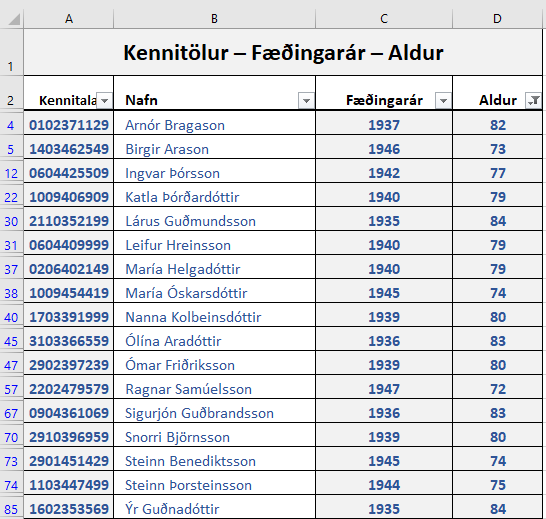 A B C D
1 Kennitölur – Fæðingarár – Aldur
2 Kennitala Nafn Fæðingarár Aldur
4 0102371129 Arnór Bragason 1937 82
5 1403462549 Birgir Arason 1946 73
12 0604425509 Ingvar Þórsson 1942 77
22 1009406909 Katla Þórðardóttir 1940 79
30 2110352199 Lárus Guðmundsson 1935 84
31 0604409999 Leifur Hreinsson 1940 79
37 0206402149 María Helgadóttir 1940 79
38 1009454419 María Óskarsdóttir 1945 74
40 1703391999 Nanna Kolbeinsdóttir 1939 80
45 3103366559 Ólína Aradóttir 1936 83
47 2902397239 Ómar Friðriksson 1939 80
57 2202479579 Ragnar Samúelsson 1947 72
67 0904361069 Sigurjón Guðbrandsson 1936 83
70 2910396959 Snorri Björnsson 1939 80
73 2901451429 Steinn Benediktsson 1945 74
74 1103447499 Steinn Þorsteinsson 1944 75
85 1602353569 Ýr Guðnadóttir 1935 84